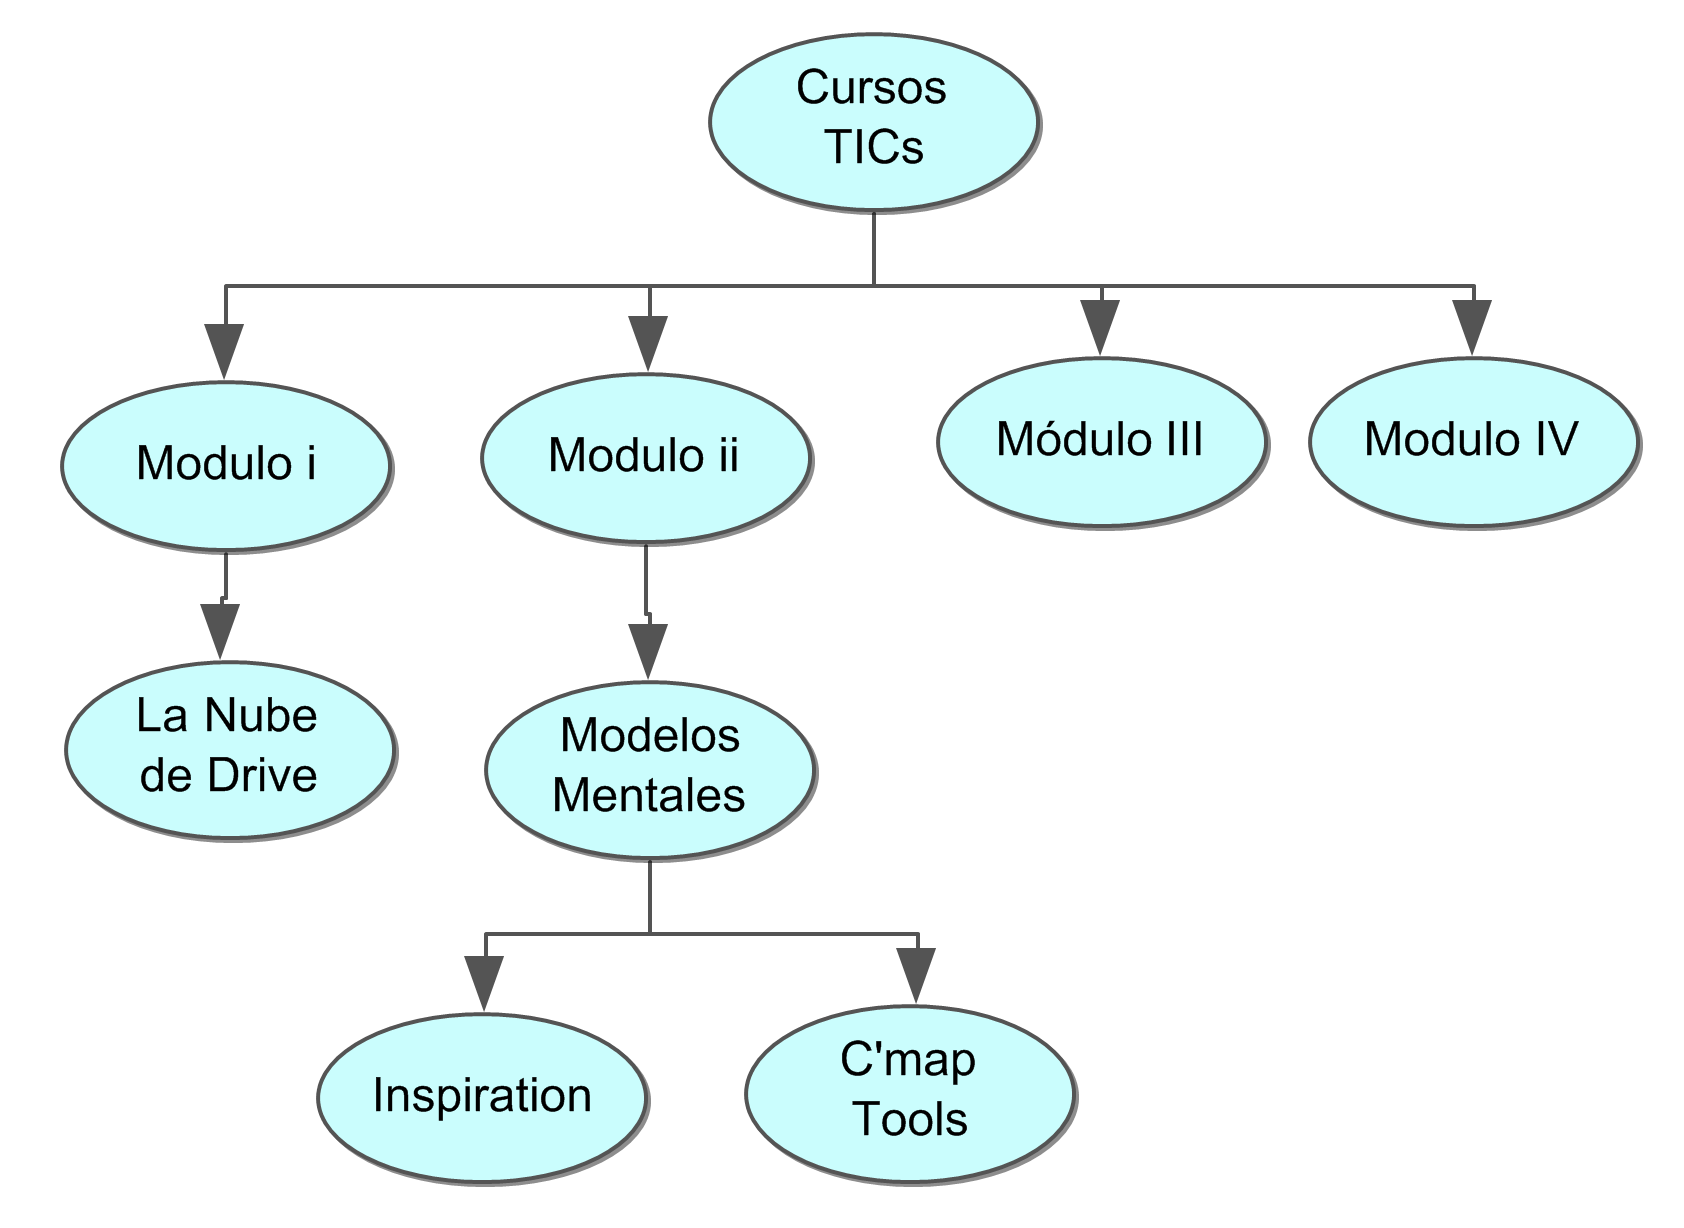 Cursos
TICs
Modulo i
Modulo ii
Módulo III
Modulo IV
La Nube
de Drive
Modelos
Mentales
Inspiration
C'map
Tools